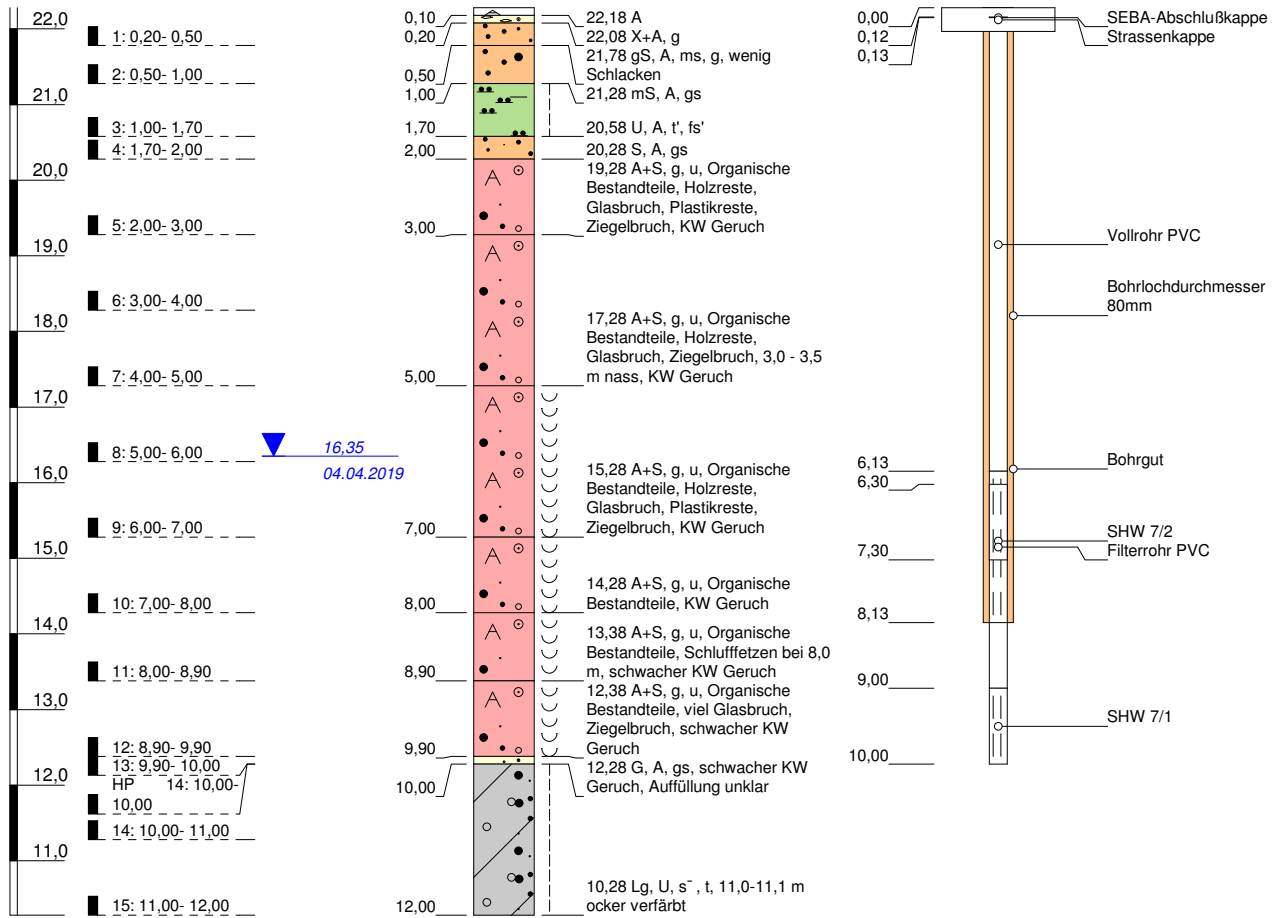 22,0
21,0
20,0
19,0
18,0
17,0
16,0
15,0
14,0
13,0
12,0
11,0
1: 0,20- 0,50
2: 0,50- 1,00
3: 1,00- 1,70
4: 1,70- 2,00
5: 2,00- 3,00
6: 3,00- 4,00
7: 4,00- 5,00
8: 5,00- 6,00
9: 6,00- 7,00
10: 7,00- 8,00
11: 8,00- 8,90
12: 8,90- 9,90
13: 9,90- 10,00
HP 14: 10,00-
10,00
14: 10,00- 11,00
15: 11,00- 12,00
16,35
04.04.2019
0,10
0,20
0,50
1,00
1,70
2,00
3,00
5,00
7,00
8,00
8,90
9,90
10,00
12,00
22,18 A
22,08 X+A, g
21,78 gS, A, ms, g, wenig
Schlacken
21,28 mS, A, gs
20,58 U, A, t', fs'
20,28 S, A, gs
19,28 A+S, g, u, Organische
Bestandteile, Holzreste,
Glasbruch, Plastikreste,
Ziegelbruch, KW Geruch
17,28 A+S, g, u, Organische
Bestandteile, Holzreste,
Glasbruch, Ziegelbruch, 3,0 - 3,5
m nass, KW Geruch
15,28 A+S, g, u, Organische
Bestandteile, Holzreste,
Glasbruch, Plastikreste,
Ziegelbruch, KW Geruch
14,28 A+S, g, u, Organische
Bestandteile, KW Geruch
13,38 A+S, g, u, Organische
Bestandteile, Schlufffetzen bei 8,0
m, schwacher KW Geruch
12,38 A+S, g, u, Organische
Bestandteile, viel Glasbruch,
Ziegelbruch, schwacher KW
Geruch
12,28 G, A, gs, schwacher KW
Geruch, Auffüllung unklar
10,28 Lg, U, s¯, t, 11,0-11,1 m
ocker verfärbt
0,00
0,12
0,13
6,13
6,30
7,30
8,13
9,00
10,00
SEBA-Abschlußkappe
Strassenkappe
Vollrohr PVC
Bohrlochdurchmesser
80mm
Bohrgut
SHW 7/2
Filterrohr PVC
SHW 7/1